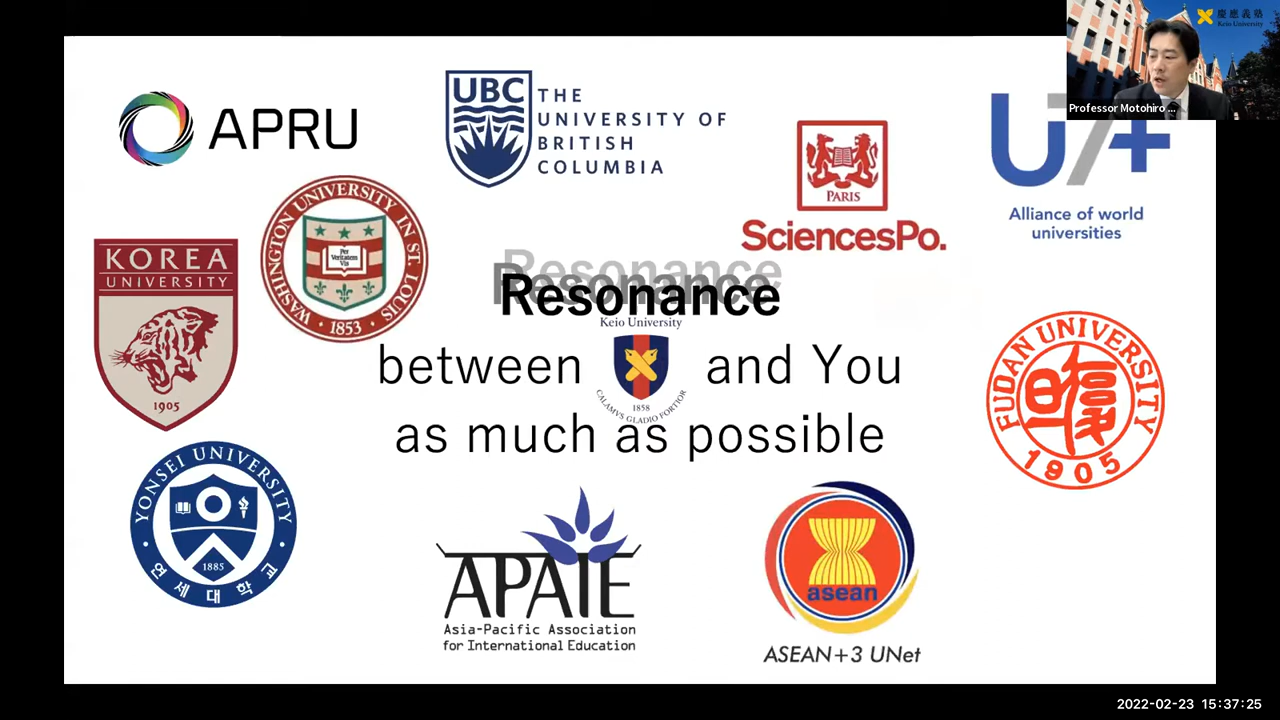 慶應義塾
Keio University
Professor Motohiro ...
APRU
UBC
THE
UNIVERSITY OF
BRITISH
COLUMBIA
PARIS
SciencesPo.
U7+
Alliance of world
universities
KOREA
UNIVERSITY
1905
WASHINGTON UNIVERSITY IN ST. LOUIS
Per
Veritatem
Vis
1853
Resonance
Resonance
Resonance
Keio University
between and You
1858
CALAMVS GLADIO FORTIOR
as much as possible
FUDAN UNIVERSITY
1905
YONSEI UNIVERSITY
1885
연세대학교
APAIE
Asia-Pacific Association
for International Education
asean
ASEAN+3 UNet
2022-02-23 15:37:25